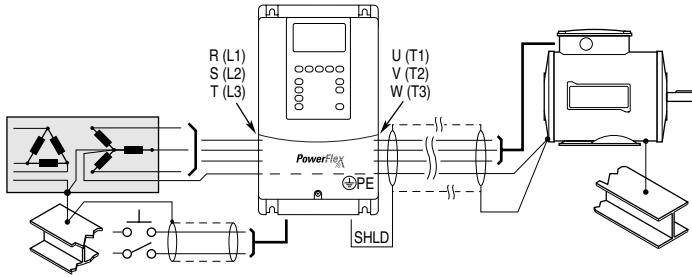 R (L1)
S (L2)
T (L3)
U (T1)
V (T2)
W (T3)
PowerFlex
PE
SHLD